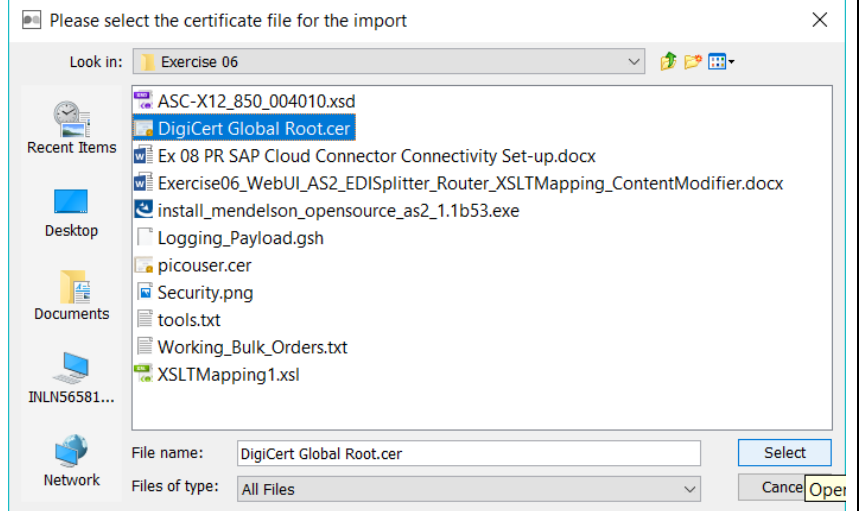 Please select the certificate file for the import
Look in: Exercise 06
ASC-X12_850_004010.xsd
DigiCert Global Root.cer
Ex 08 PR SAP Cloud Connector Connectivity Set-up.docx
Exercise06_WebUI_AS2_EDISplitter_Router_XSLTMapping_ContentModifier.docx
install_mendelson_opensource_as2_1.1b53.exe
Logging_Payload.gsh
picouser.cer
Security.png
tools.txt
Working_Bulk_Orders.txt
XSLTMapping1.xsl
Recent Items
Desktop
Documents
INLN56581...
Network
File name: DigiCert Global Root.cer Select
Files of type: All Files Cance Oper